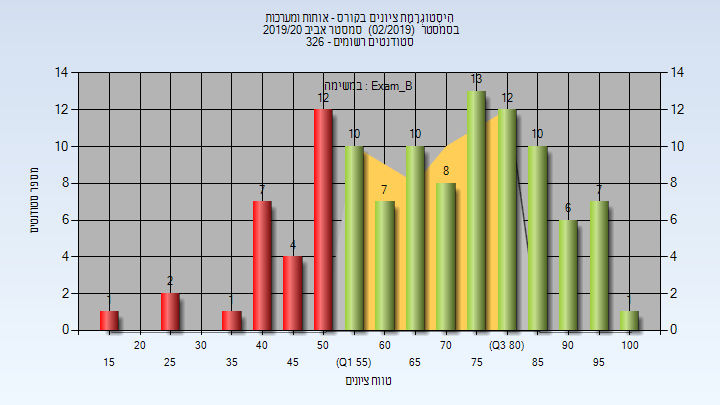 היסטוגרמת ציונים בקורס - אותות ומערכות
בסמסטר (02/2019) סמסטר אביב 2019/20
סטודנטים רשומים - 326
במשימה : Exam_B
מספר סטודנטים
14 12 10 8 6 4 2 0
14 12 10 8 6 4 2 0
1 2 1 7 4 12 10 7 10 8 13 12 10 6 7 1
20 30 40 50 60 70 (Q3 80) 90 100
15 25 35 45 (Q1 55) 65 75 85 95
טווח ציונים